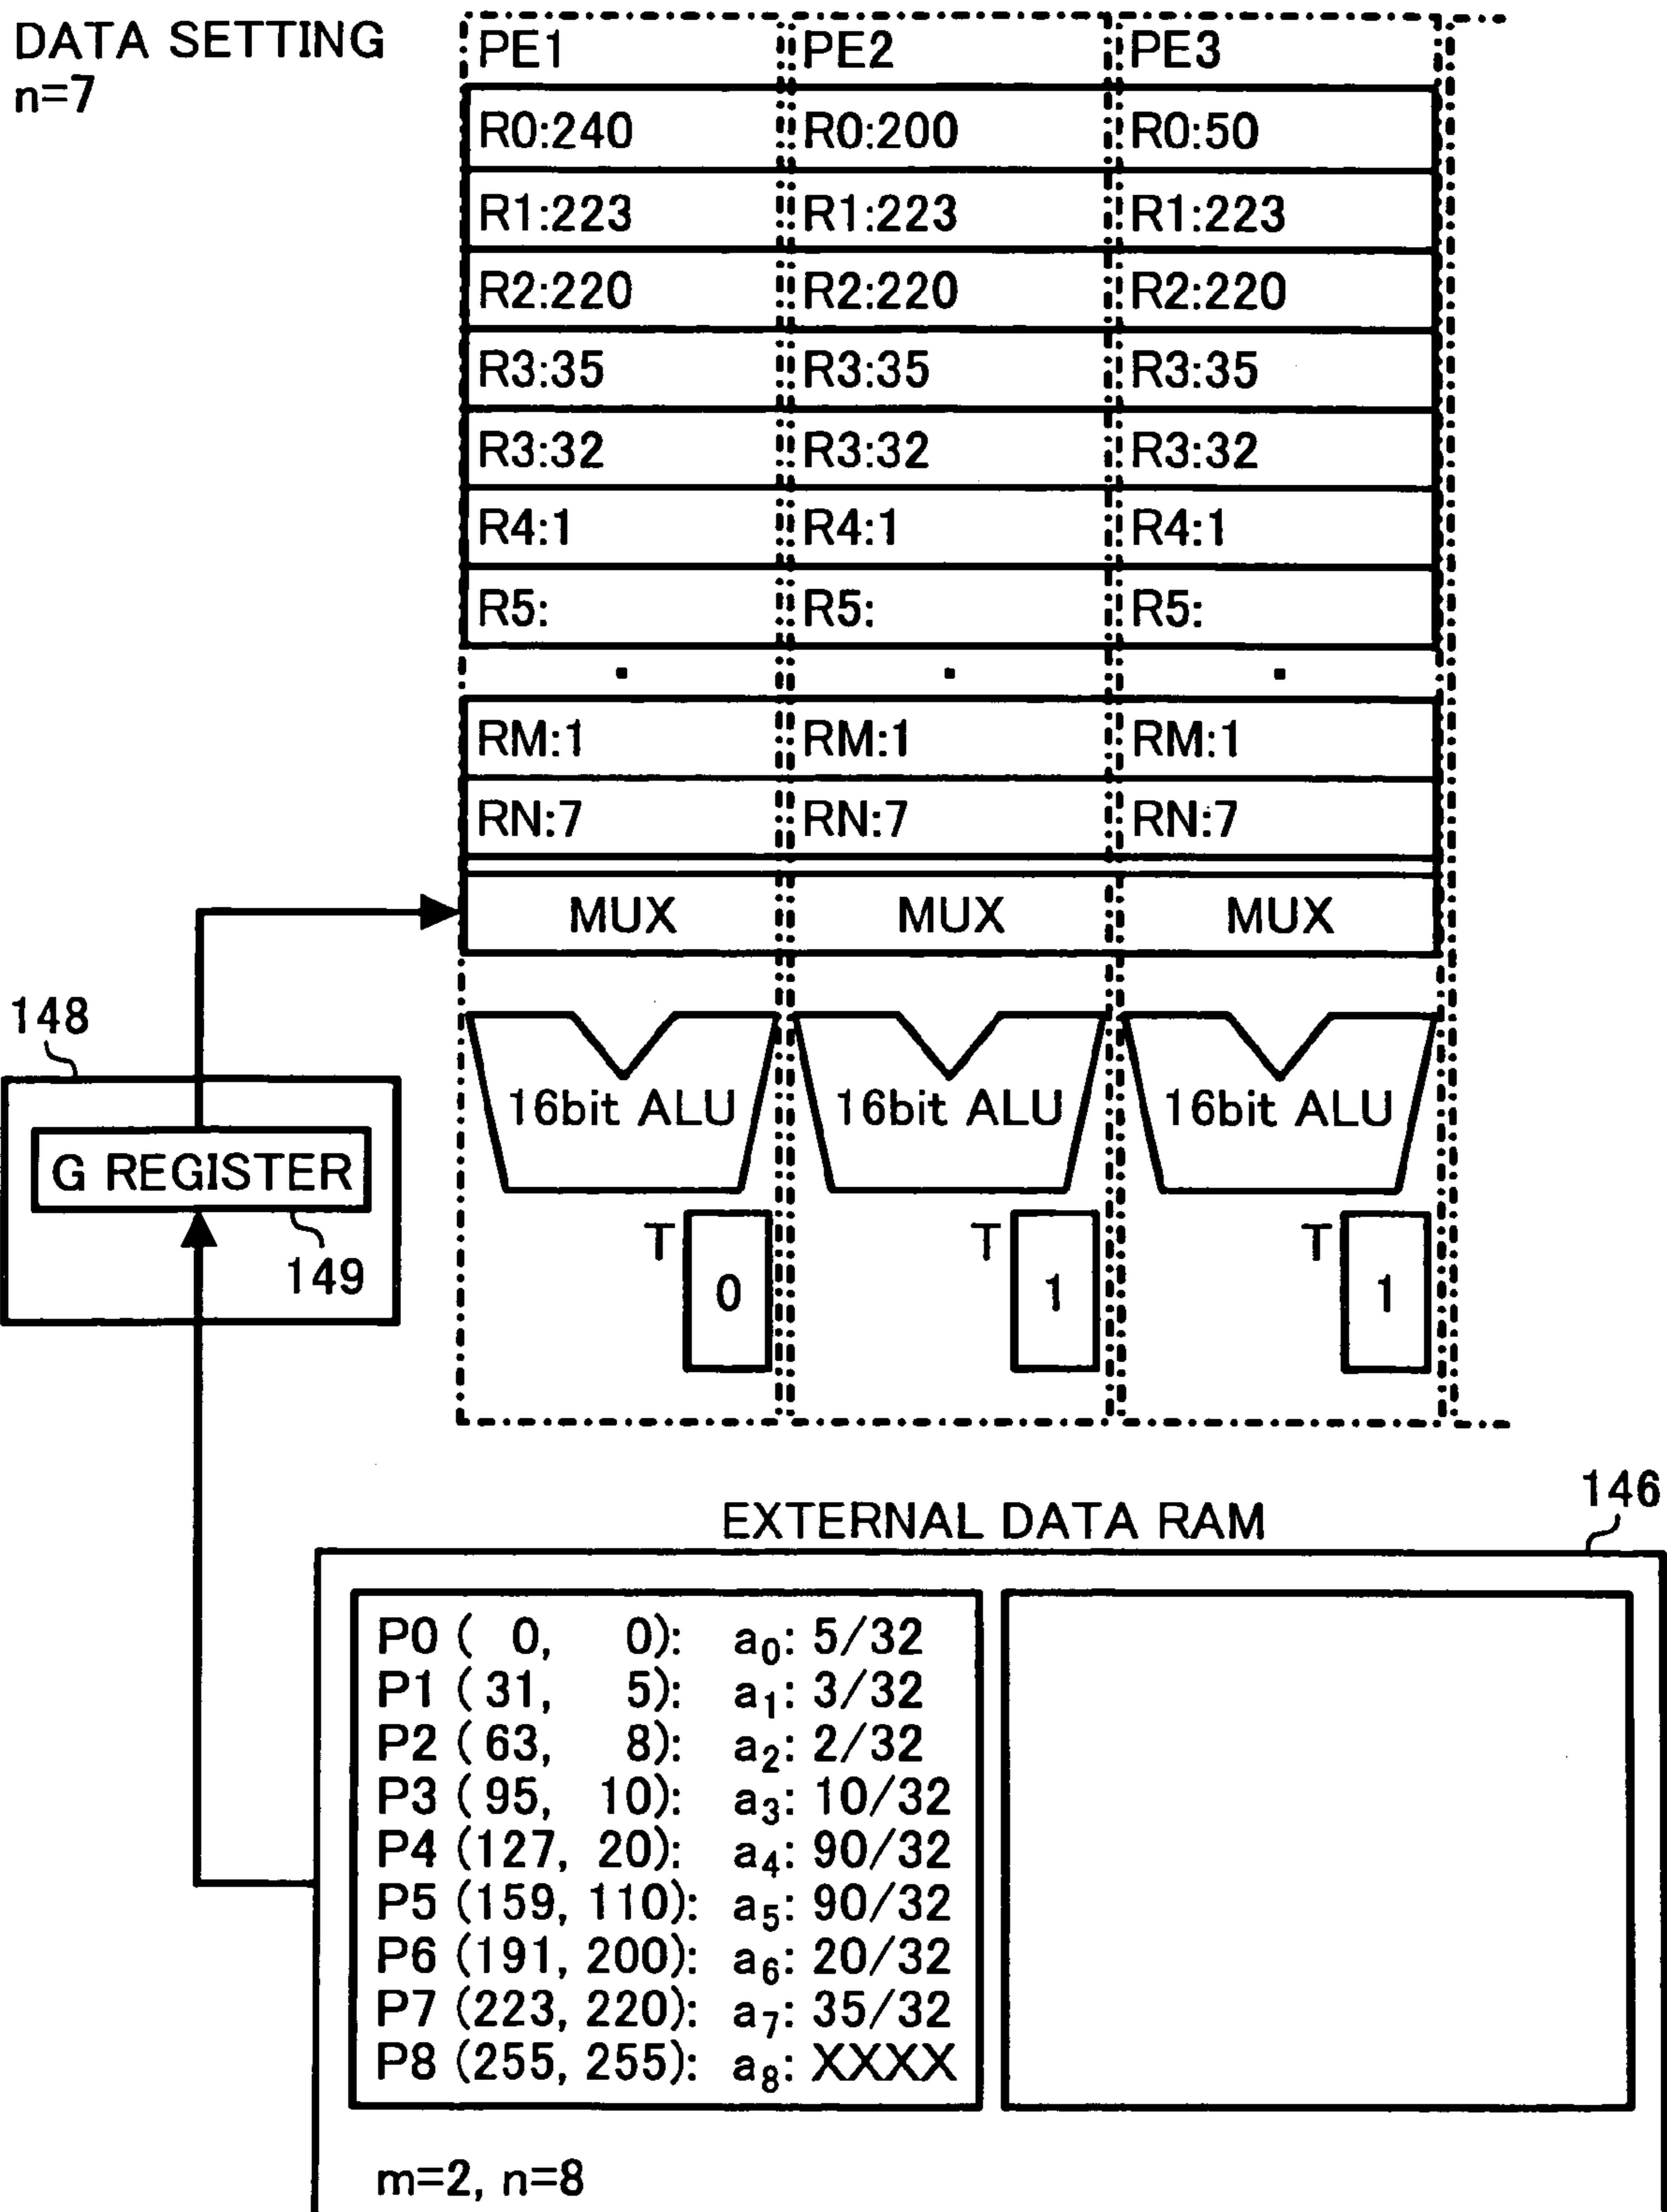 DATA SETTING
n=7
PE1 PE2 PE3
R0:240 R0:200 R0:50
R1:223 R1:223 R1:223
R2:220 R2:220 R2:220
R3:35 R3:35 R3:35
R3:32 R3:32 R3:32
R4:1 R4:1 R4:1
R5: R5: R5:
RM:1 RM:1 RM:1
RN:7 RN:7 RN:7
MUX MUX MUX
148
16bit ALU 16bit ALU 16bit ALU
G REGISTER
149
T 0 T 1 T 1
146
EXTERNAL DATA RAM
P0 ( 0, 0): a₀: 5/32
P1 ( 31, 5): a₁: 3/32
P2 ( 63, 8): a₂: 2/32
P3 ( 95, 10): a₃: 10/32
P4 (127, 20): a₄: 90/32
P5 (159, 110): a₅: 90/32
P6 (191, 200): a₆: 20/32
P7 (223, 220): a₇: 35/32
P8 (255, 255): a₈: XXXX
m=2, n=8